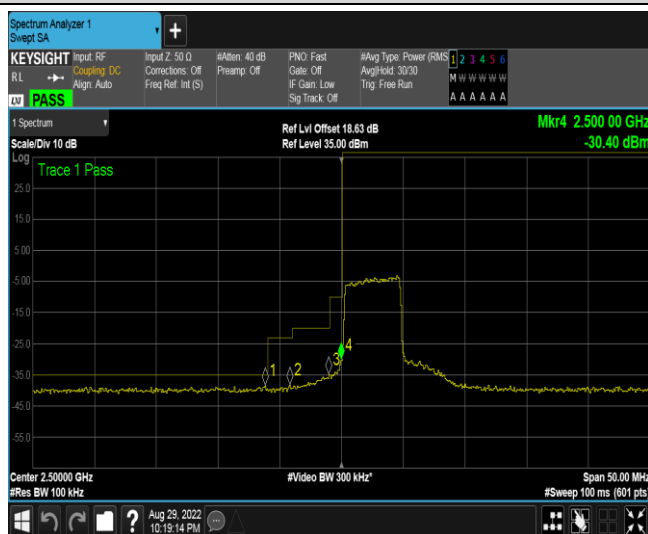 Spectrum Analyzer 1
Swept SA
KEYSIGHT
RL
PASS
Input: RF
Coupling: DC
Align: Auto
Input Z: 50 Ω
Corrections: Off
Freq Ref: Int (S)
#Atten: 40 dB
Preamp: Off
PNO: Fast
Gate: Off
IF Gain: Low
Sig Track: Off
#Avg Type: Power (RMS
Avg|Hold: 30/30
Trig: Free Run
1 2 3 4 5 6
M W W W W W
A A A A A A
1 Spectrum
Scale/Div 10 dB
Ref Lvl Offset 18.63 dB
Ref Level 35.00 dBm
Mkr4 2.500 00 GHz
-30.40 dBm
Log
Trace 1 Pass
25.0
15.0
5.00
-5.00
-15.0
-25.0
-35.0
-45.0
-55.0
1
2
3
4
Center 2.50000 GHz
#Res BW 100 kHz
#Video BW 300 kHz*
Span 50.00 MHz
#Sweep 100 ms (601 pts)
?
Aug 29, 2022
10:19:14 PM